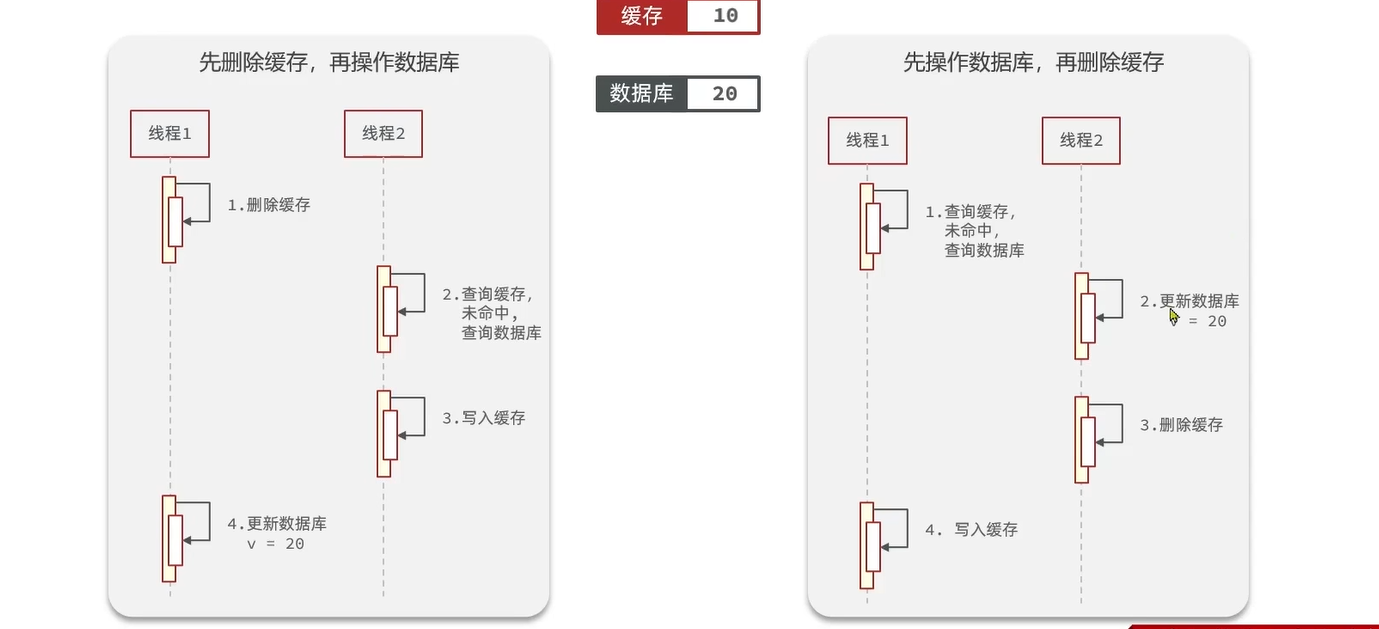 缓存 10
数据库 20
先删除缓存，再操作数据库
线程1
线程2
1.删除缓存
2.查询缓存，
未命中，
查询数据库
3.写入缓存
4.更新数据库
v = 20
先操作数据库，再删除缓存
线程1
线程2
1.查询缓存，
未命中，
查询数据库
2.更新数据库
= 20
3.删除缓存
4. 写入缓存